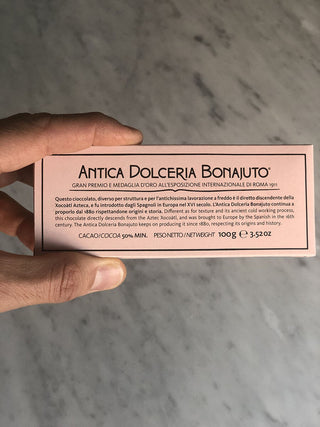 ANTICA DOLCERIA BONAJUTO®
GRAN PREMIO E MEDAGLIA D'ORO ALL'ESPOSIZIONE INTERNAZIONALE DI ROMA 1911
Questo cioccolato, diverso per struttura e per l'antichissima lavorazione a freddo è il diretto discendente della
Xocoàtl Azteca, e fu introdotto dagli Spagnoli in Europa nel XVI secolo. L'Antica Dolceria Bonajuto continua a
proporlo dal 1880 rispettandone origini e storia. Different as for texture and its ancient cold working process,
this chocolate directly descends from the Aztec Xocoàtl, and was brought to Europe by the Spanish in the 16th
century. The Antica Dolceria Bonajuto keeps on producing it since 1880, respecting its origins and history.
CACAO/COCOA 50% MIN. PESO NETTO / NET WEIGHT 100 g ℮ 3.52 OZ